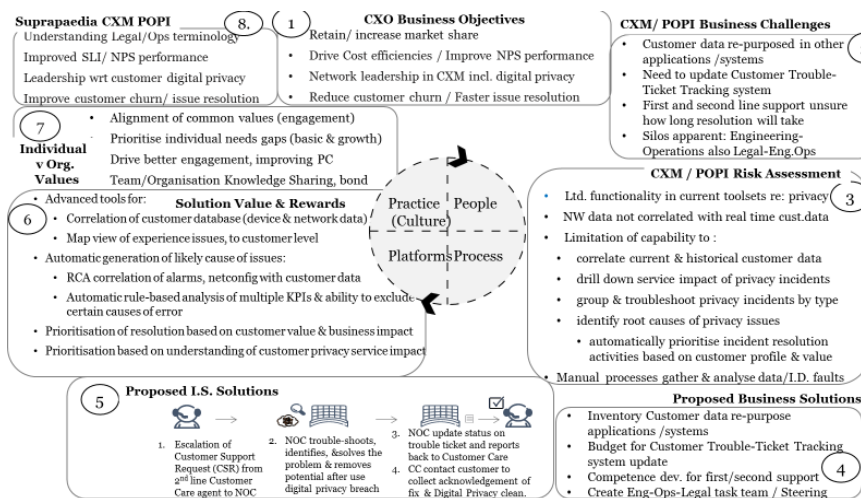 Suprapaedia CXM POPI
8.
Understanding Legal/Ops terminology
Improved SLI/ NPS performance
Leadership wrt customer digital privacy
Improve customer churn/ issue resolution
1
CXO Business Objectives
Retain/ increase market share
• Drive Cost efficiencies / Improve NPS performance
• Network leadership in CXM incl. digital privacy
• Reduce customer churn / Faster issue resolution
CXM/ POPI Business Challenges
• Customer data re-purposed in other
applications /systems
• Need to update Customer Trouble-
Ticket Tracking system
• First and second line support unsure
how long resolution will take
• Silos apparent: Engineering-
Operations also Legal-Eng.Ops
7
Individual
v Org.
Values
• Alignment of common values (engagement)
Prioritise individual needs gaps (basic & growth)
Drive better engagement, improving PC
Team/Organisation Knowledge Sharing, bond
Practice
(Culture)
People
Platforms
Process
CXM / POPI Risk Assessment
3
• Ltd. functionality in current toolsets re: privacy
• NW data not correlated with real time cust.data
• Limitation of capability to :
• correlate current & historical customer data
• drill down service impact of privacy incidents
• group & troubleshoot privacy incidents by type
• identify root causes of privacy issues
• automatically prioritise incident resolution
activities based on customer profile & value
• Manual processes gather & analyse data/I.D. faults
6
Solution Value & Rewards
• Advanced tools for:
• Correlation of customer database (device & network data)
• Map view of experience issues, to customer level
• Automatic generation of likely cause of issues:
• RCA correlation of alarms, netconfig with customer data
• Automatic rule-based analysis of multiple KPIs & ability to exclude
certain causes of error
• Prioritisation of resolution based on customer value & business impact
• Prioritisation based on understanding of customer privacy service impact
5
Proposed I.S. Solutions
1. Escalation of
Customer Support
Request (CSR) from
2nd line Customer
Care agent to NOC
2. NOC trouble-shoots,
identifies, &solves the
problem & removes
potential after use
digital privacy breach
3. NOC update status on
trouble ticket and reports
back to Customer Care
4. CC contact customer to
collect acknowledgement of
fix & Digital Privacy clean.
Proposed Business Solutions
4
• Inventory Customer data re-purpose
applications /systems
• Budget for Customer Trouble-Ticket Tracking
system update
• Competence dev. for first/second support
• Create Eng-Ops-Legal task team / Steering